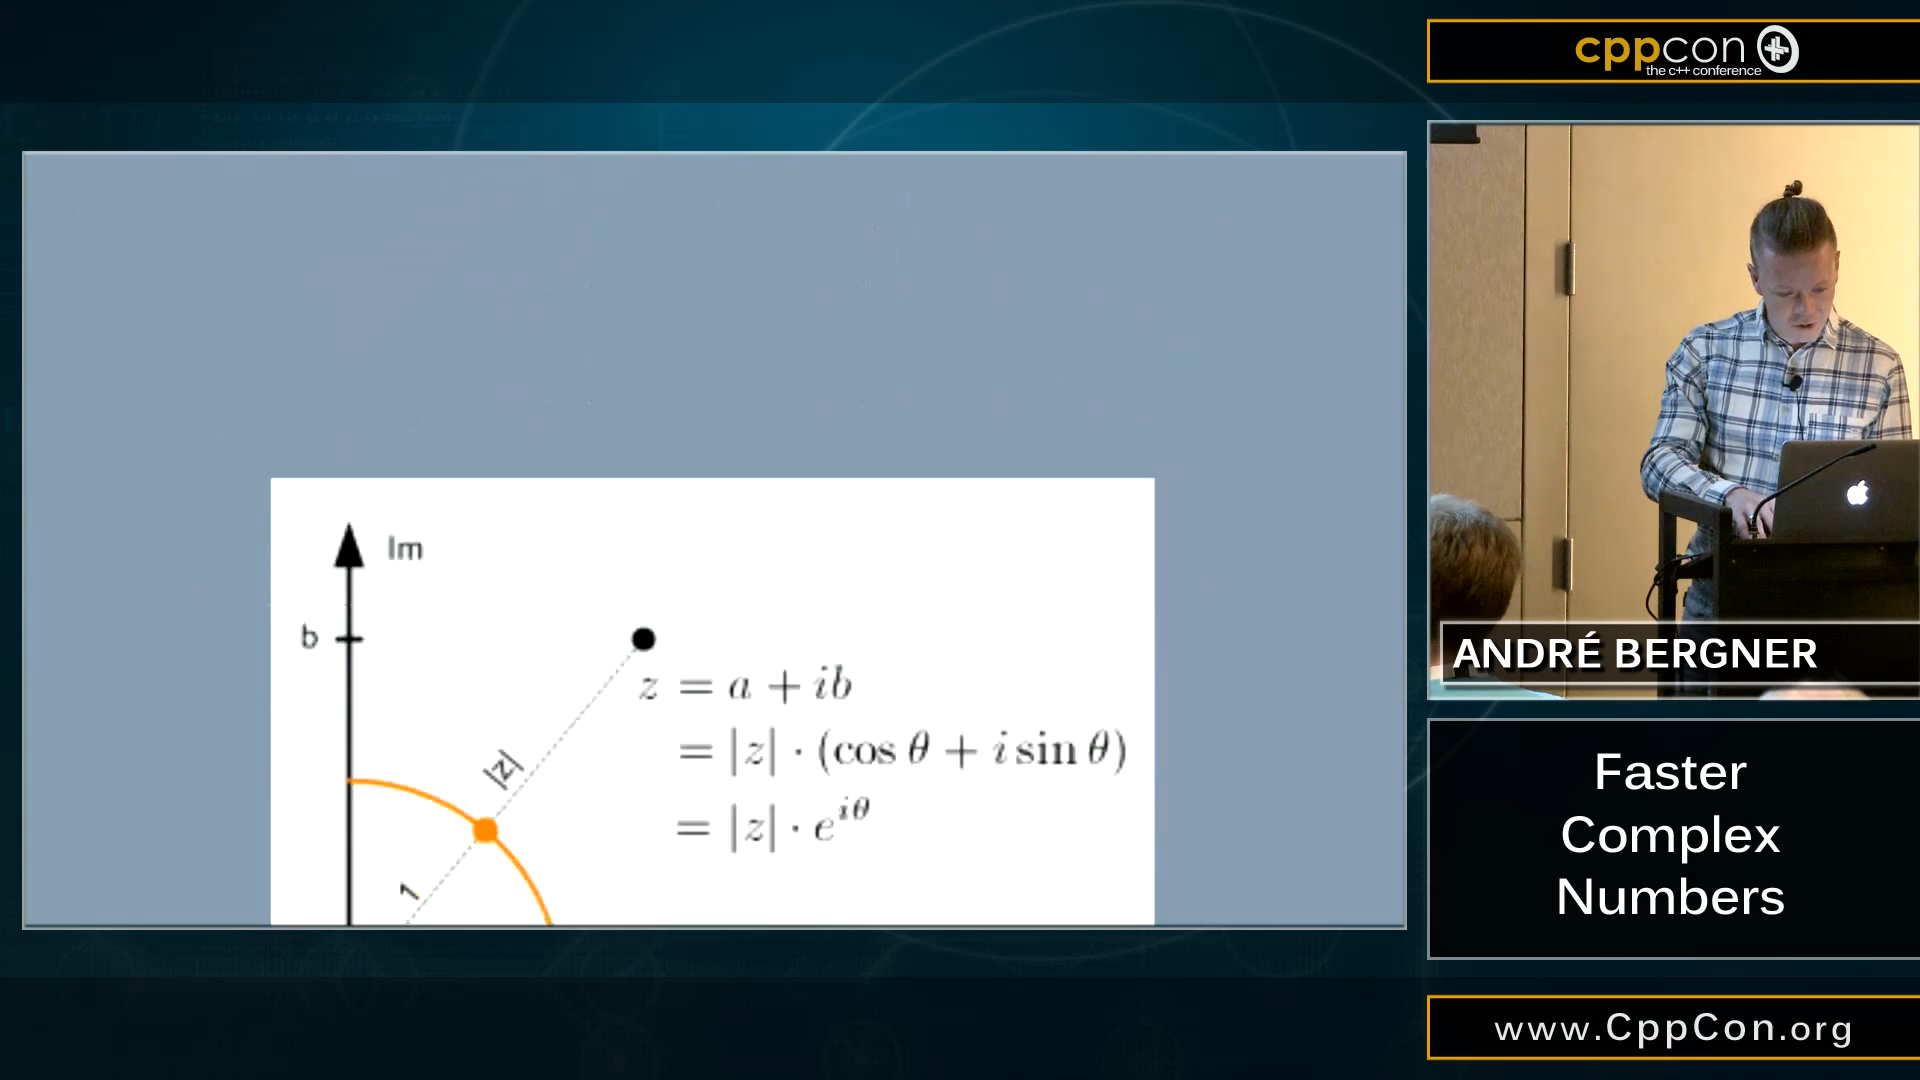 cppcon
the c++ conference
Im
b
z = a + ib
= |z| · (cos θ + i sin θ)
= |z| · e^{iθ}
|z|
1
ANDRÉ BERGNER
Faster
Complex
Numbers
www.CppCon.org